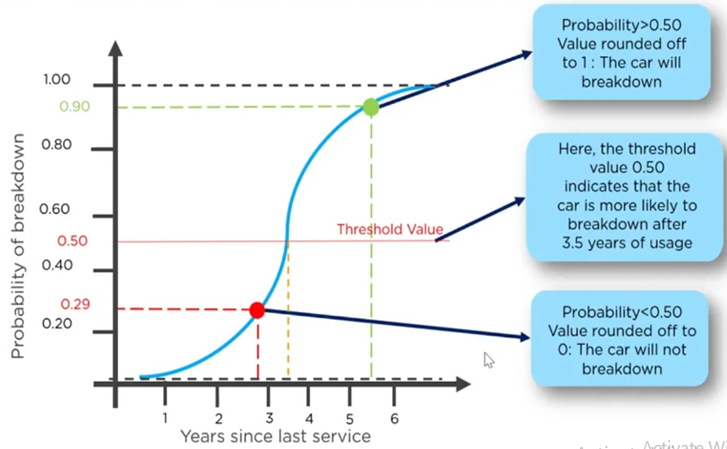 Probability>0.50
Value rounded off
to 1 : The car will
breakdown
1.00
0.90
0.80
0.60
0.50
0.40
0.29
0.20
Probability of breakdown
Threshold Value
Here, the threshold
value 0.50
indicates that the
car is more likely to
breakdown after
3.5 years of usage
Probability<0.50
Value rounded off to
0: The car will not
breakdown
1 2 3 4 5 6
Years since last service